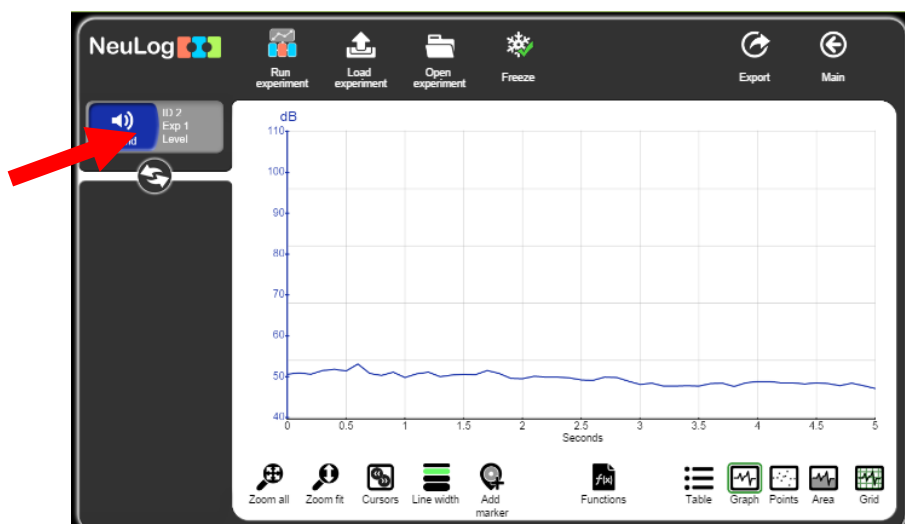 NeuLog
Run
experiment
Load
experiment
Open
experiment
Freeze
Export
Main
ID 2
Exp 1
Level
dB
110
100
90
80
70
60
50
40
0 0.5 1 1.5 2 2.5 3 3.5 4 4.5 5
Seconds
Zoom all Zoom fit Cursors Line width Add
marker
f(x)
Functions Table Graph Points Area Grid